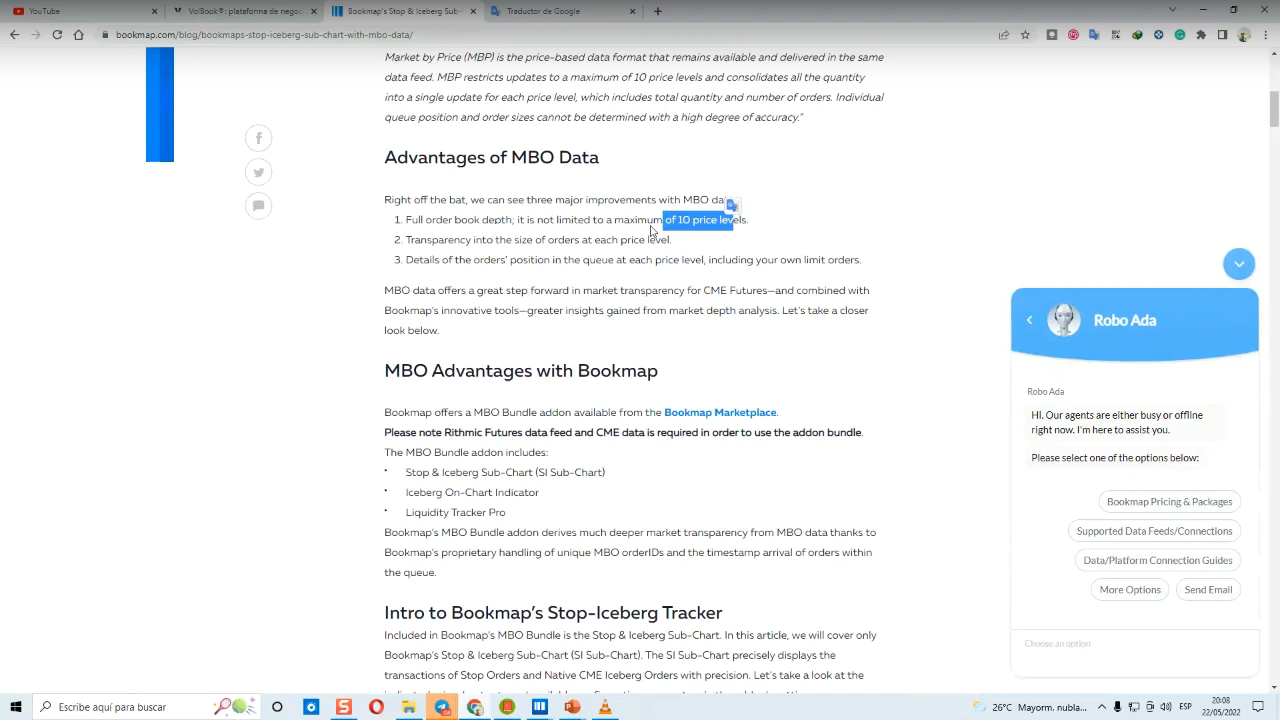 YouTube
VolBook®: plataforma de nego
Bookmap's Stop & Iceberg Sub-
Traductor de Google
bookmap.com/blog/bookmaps-stop-iceberg-sub-chart-with-mbo-data/
Market by Price (MBP) is the price-based data format that remains available and delivered in the same
data feed. MBP restricts updates to a maximum of 10 price levels and consolidates all the quantity
into a single update for each price level, which includes total quantity and number of orders. Individual
queue position and order sizes cannot be determined with a high degree of accuracy."
Advantages of MBO Data
Right off the bat, we can see three major improvements with MBO da
1. Full order book depth; it is not limited to a maximum of 10 price levels.
2. Transparency into the size of orders at each price level.
3. Details of the orders' position in the queue at each price level, including your own limit orders.
MBO data offers a great step forward in market transparency for CME Futures—and combined with
Bookmap's innovative tools—greater insights gained from market depth analysis. Let's take a closer
look below.
MBO Advantages with Bookmap
Bookmap offers a MBO Bundle addon available from the Bookmap Marketplace.
Please note Rithmic Futures data feed and CME data is required in order to use the addon bundle.
The MBO Bundle addon includes:
• Stop & Iceberg Sub-Chart (SI Sub-Chart)
• Iceberg On-Chart Indicator
• Liquidity Tracker Pro
Bookmap's MBO Bundle addon derives much deeper market transparency from MBO data thanks to
Bookmap's proprietary handling of unique MBO orderIDs and the timestamp arrival of orders within
the queue.
Intro to Bookmap's Stop-Iceberg Tracker
Included in Bookmap's MBO Bundle is the Stop & Iceberg Sub-Chart. In this article, we will cover only
Bookmap's Stop & Iceberg Sub-Chart (SI Sub-Chart). The SI Sub-Chart precisely displays the
transactions of Stop Orders and Native CME Iceberg Orders with precision. Let's take a look at the
Robo Ada
Robo Ada
Hi. Our agents are either busy or offline
right now. I'm here to assist you.
Please select one of the options below:
Bookmap Pricing & Packages
Supported Data Feeds/Connections
Data/Platform Connection Guides
More Options
Send Email
Choose an option
Escribe aquí para buscar
26°C Mayorm. nubla...
ESP
20:08
22/05/2022